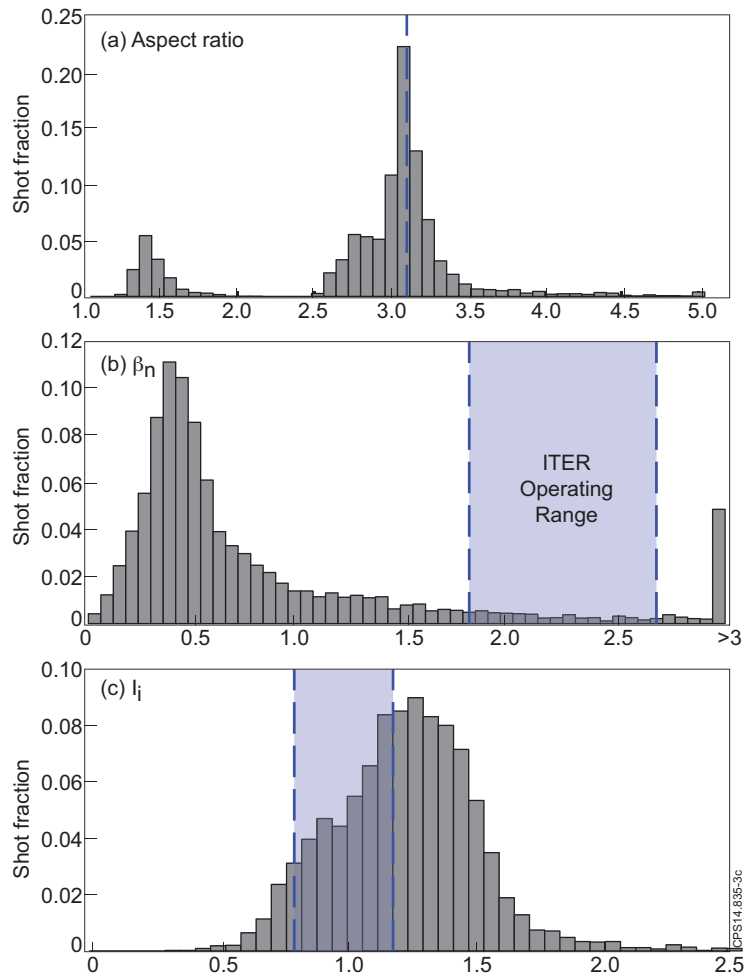 0.25
(a) Aspect ratio
0.20
0.15
0.10
0.05
0
Shot fraction
1.0 1.5 2.0 2.5 3.0 3.5 4.0 4.5 5.0
0.12
(b) βn
0.10
0.08
0.06
0.04
0.02
0
Shot fraction
ITER
Operating
Range
0 0.5 1.0 1.5 2.0 2.5 >3
0.10
(c) li
0.08
0.06
0.04
0.02
0
Shot fraction
CPS14.835-3c
0 0.5 1.0 1.5 2.0 2.5